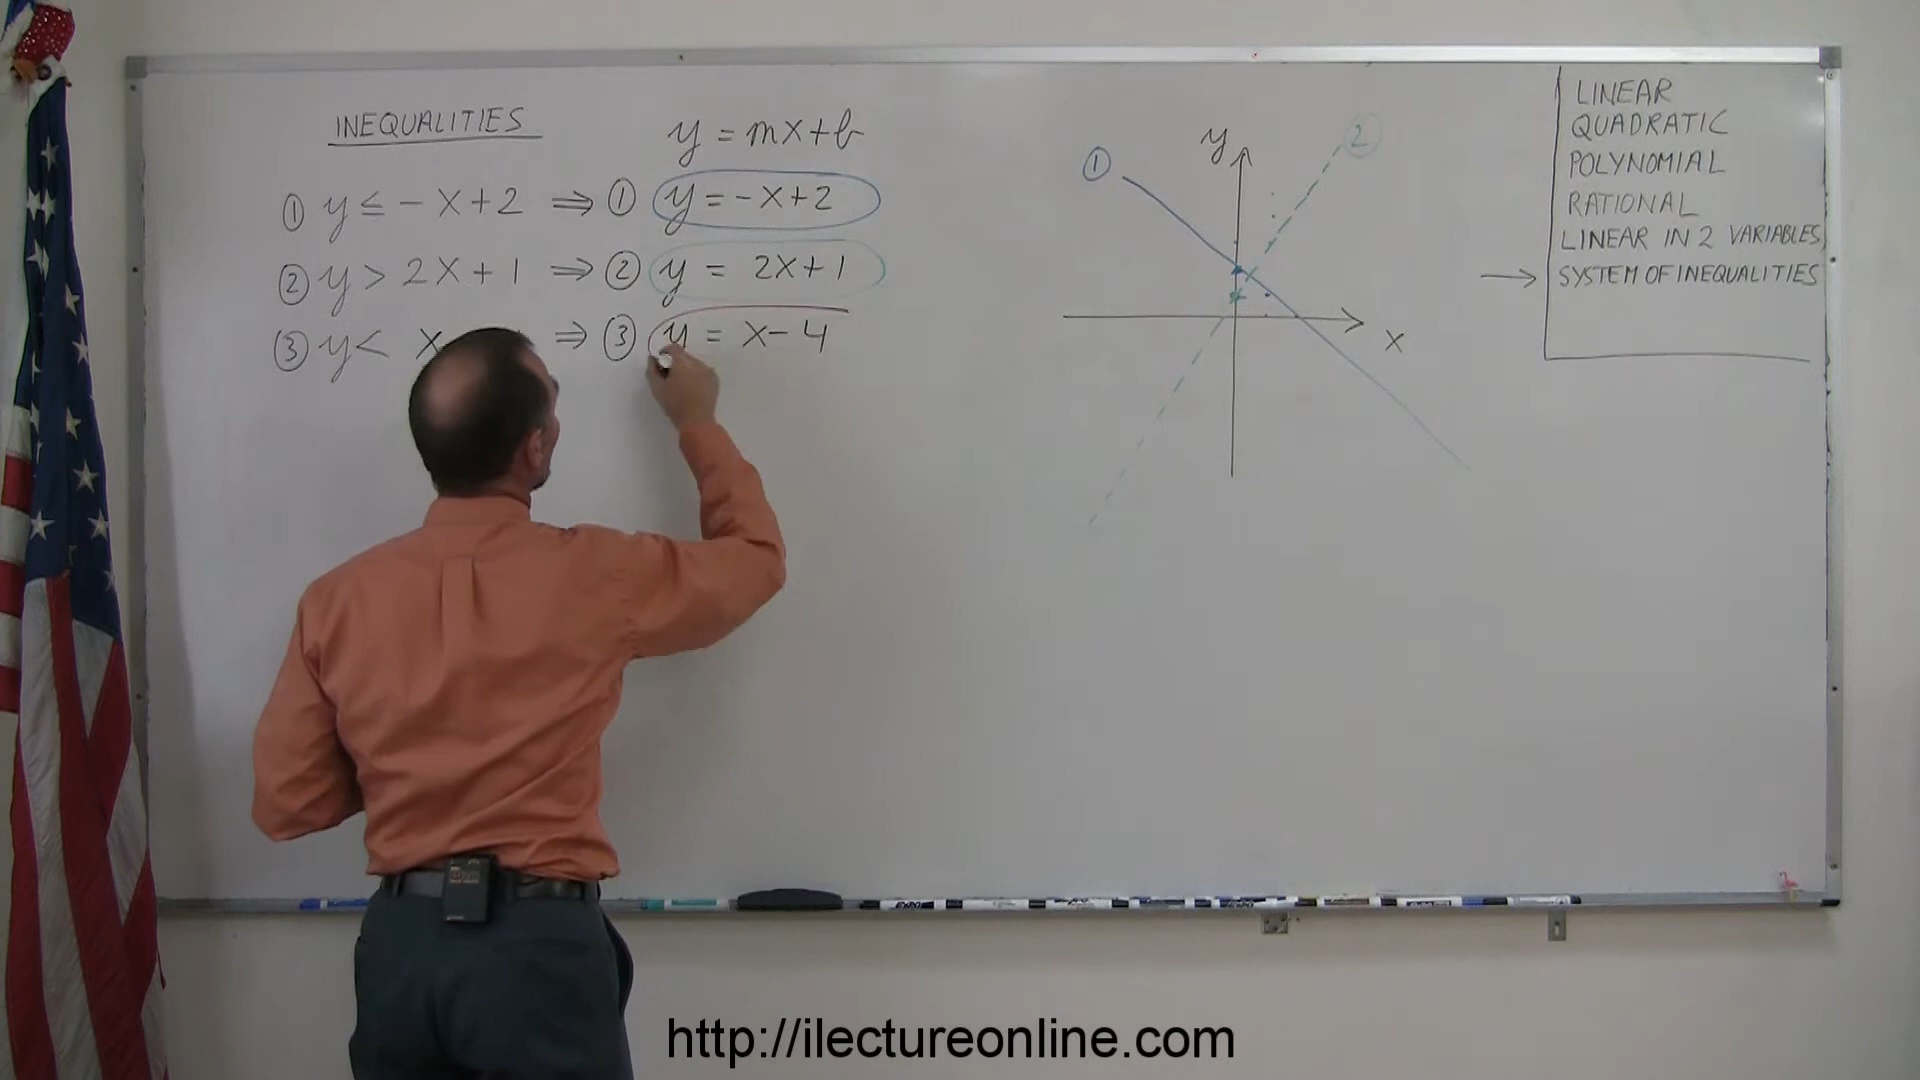 INEQUALITIES
y = mx + b
① y ≤ - x + 2 ⇒ ① y = - x + 2
② y > 2x + 1 ⇒ ② y = 2x + 1
③ y < x ⇒ ③ y = x - 4
①
y
②
x
LINEAR
QUADRATIC
POLYNOMIAL
RATIONAL
LINEAR IN 2 VARIABLES
→ SYSTEM OF INEQUALITIES
http://ilectureonline.com